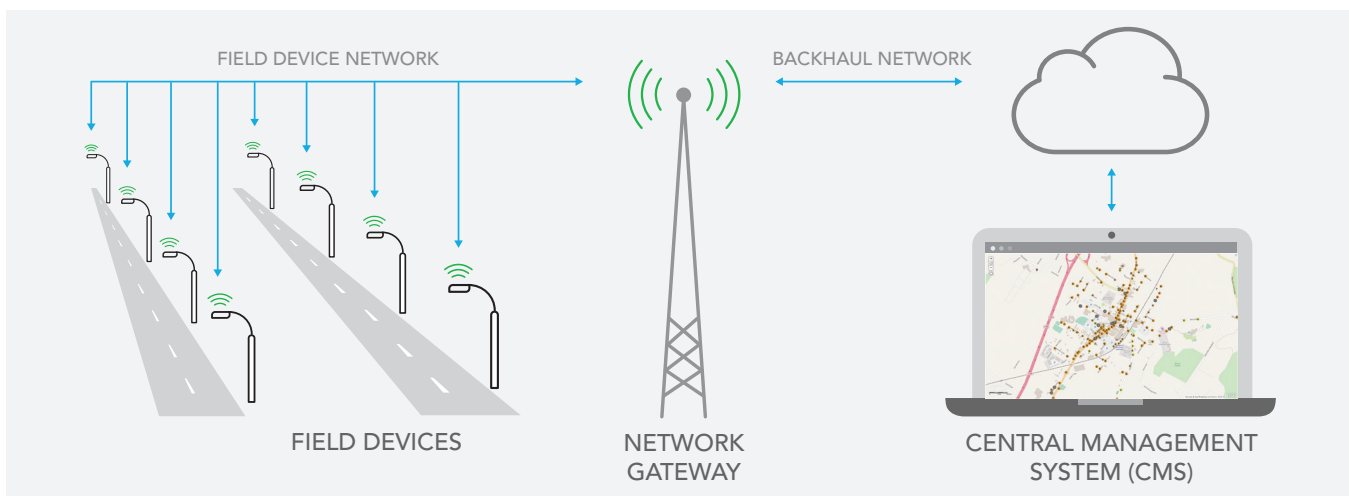 FIELD DEVICE NETWORK
BACKHAUL NETWORK
FIELD DEVICES
NETWORK
GATEWAY
CENTRAL MANAGEMENT
SYSTEM (CMS)